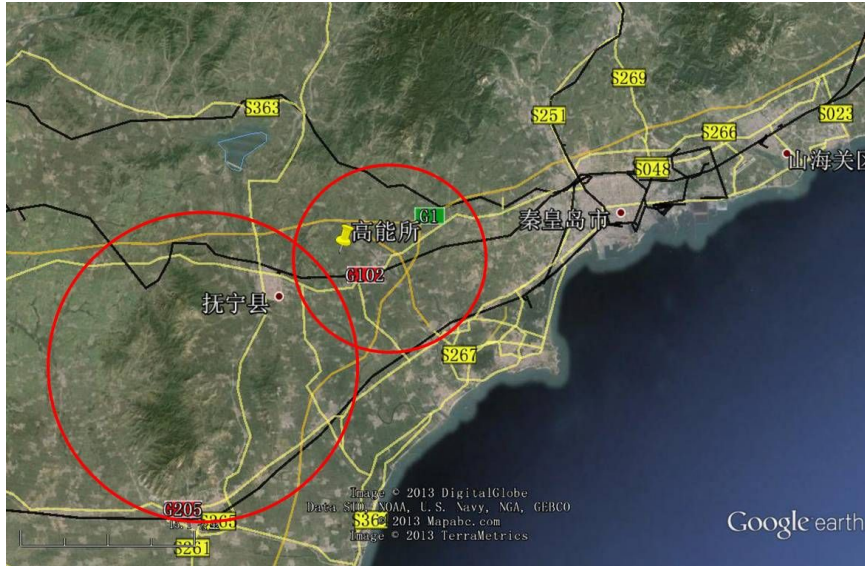 S269
S363
S251
S023
S266
山海关区
S048
G1
秦皇岛市
高能所
G102
抚宁县
S267
Image © 2013 DigitalGlobe
Data SIO, NOAA, U.S. Navy, NGA, GEBCO
© 2013 Mapabc.com
Image © 2013 TerraMetrics
G205
S265
S261
Google earth